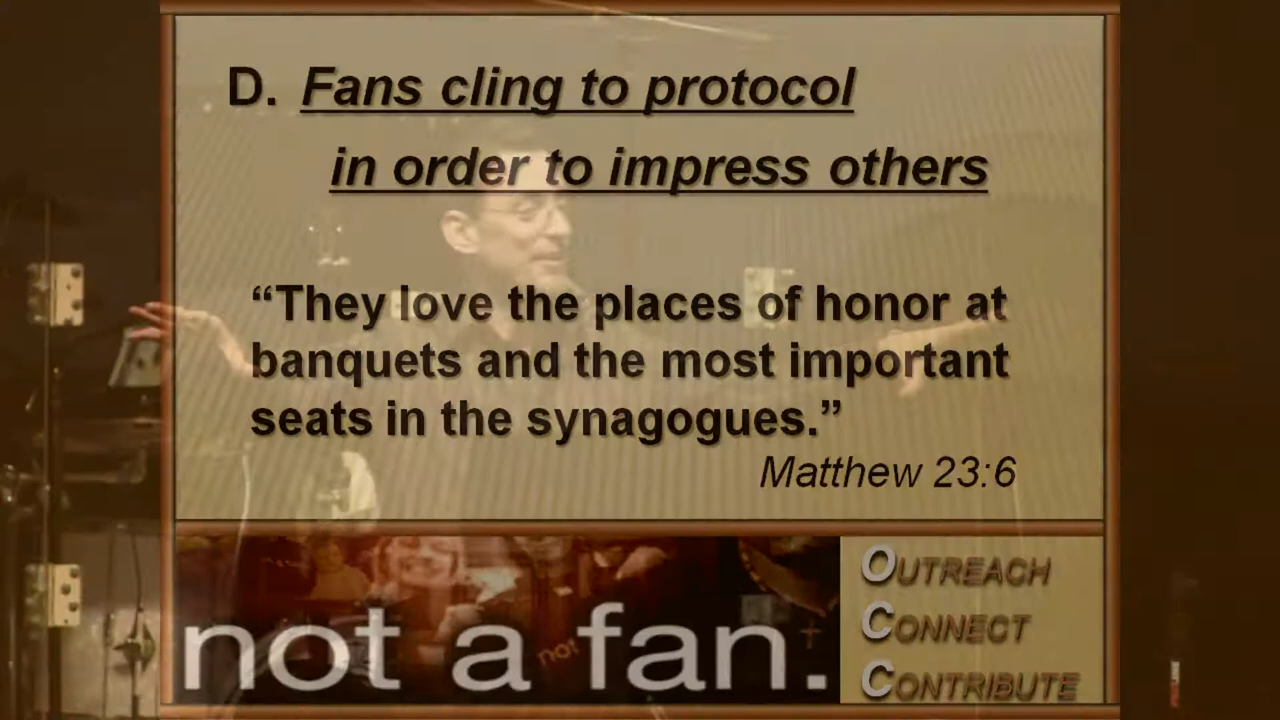 D. Fans cling to protocol
in order to impress others
“They love the places of honor at
banquets and the most important
seats in the synagogues.”
Matthew 23:6
not a fan.
not
OUTREACH
CONNECT
CONTRIBUTE